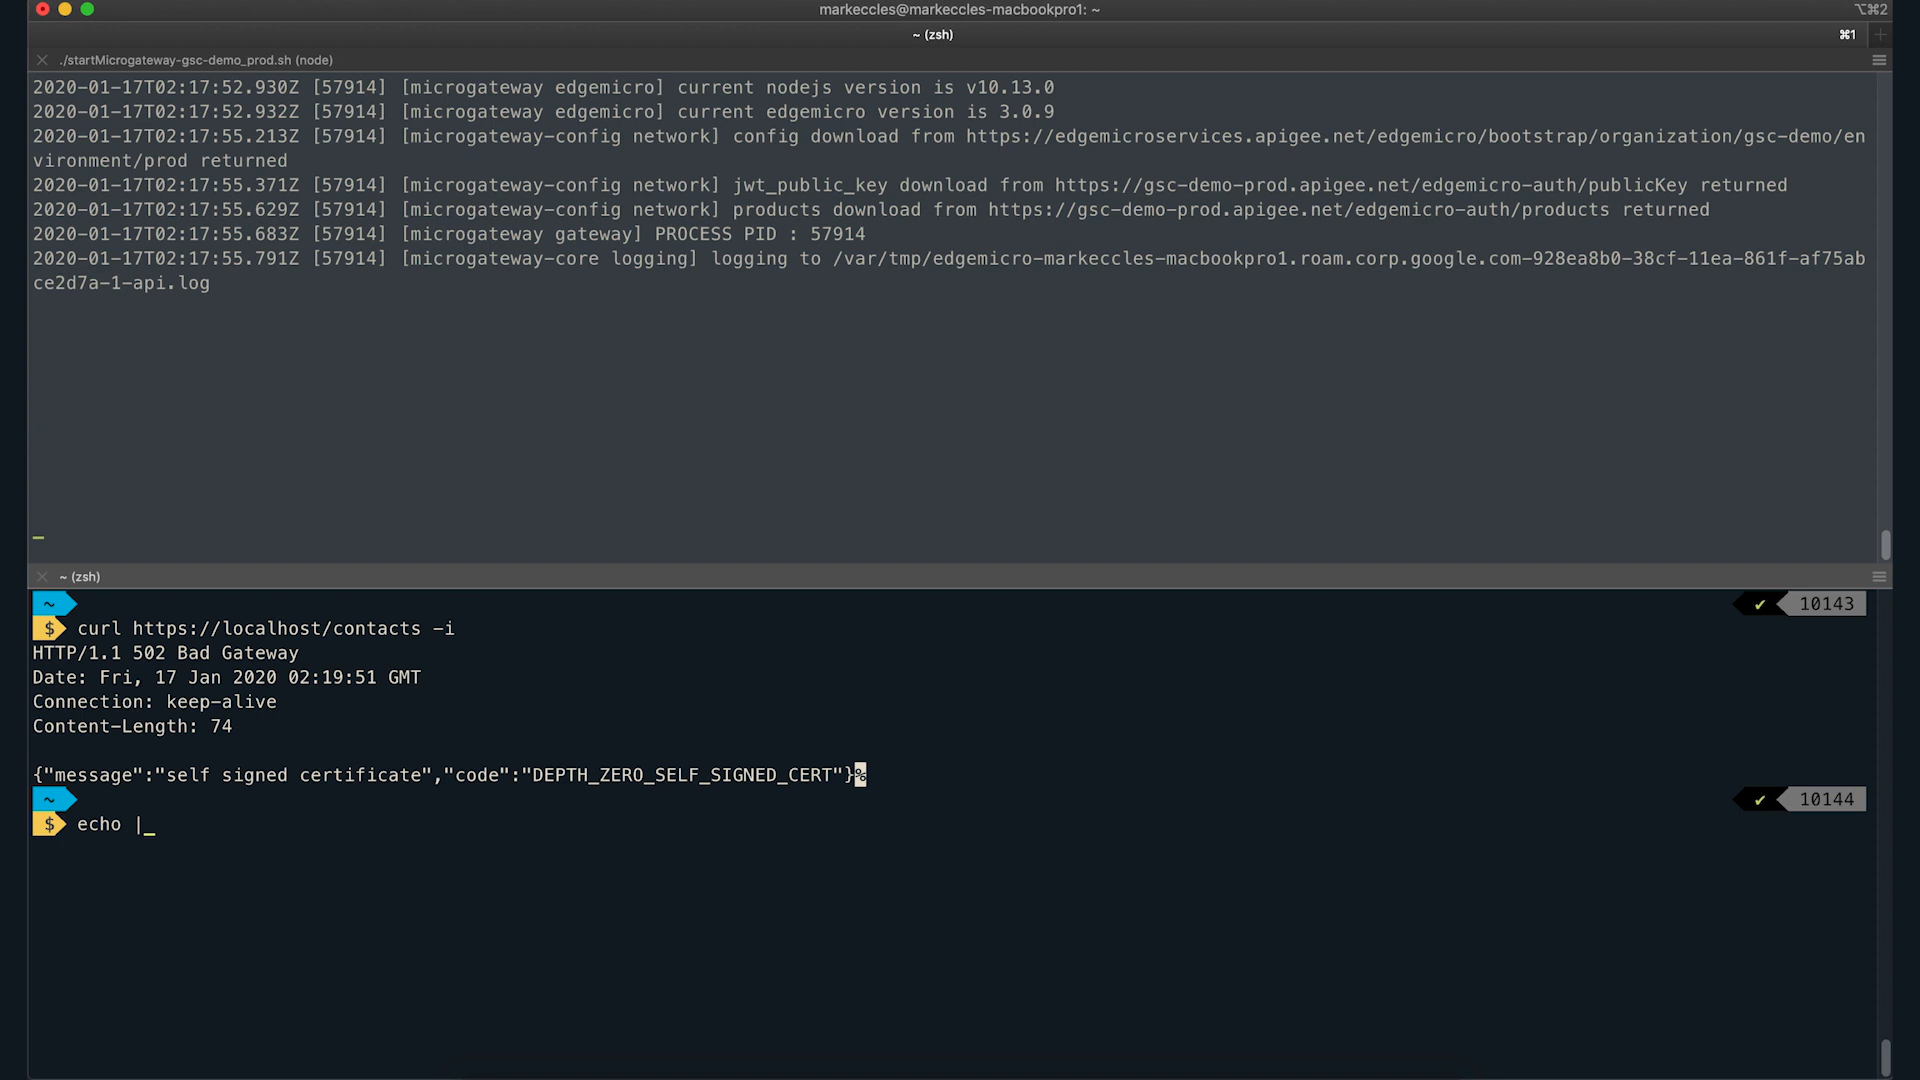 markeccles@markeccles-macbookpro1: ~
⌥⌘2
~ (zsh)
⌘1
./startMicrogateway-gsc-demo_prod.sh (node)
2020-01-17T02:17:52.930Z [57914] [microgateway edgemicro] current nodejs version is v10.13.0
2020-01-17T02:17:52.932Z [57914] [microgateway edgemicro] current edgemicro version is 3.0.9
2020-01-17T02:17:55.213Z [57914] [microgateway-config network] config download from https://edgemicroservices.apigee.net/edgemicro/bootstrap/organization/gsc-demo/en
vironment/prod returned
2020-01-17T02:17:55.371Z [57914] [microgateway-config network] jwt_public_key download from https://gsc-demo-prod.apigee.net/edgemicro-auth/publicKey returned
2020-01-17T02:17:55.629Z [57914] [microgateway-config network] products download from https://gsc-demo-prod.apigee.net/edgemicro-auth/products returned
2020-01-17T02:17:55.683Z [57914] [microgateway gateway] PROCESS PID : 57914
2020-01-17T02:17:55.791Z [57914] [microgateway-core logging] logging to /var/tmp/edgemicro-markeccles-macbookpro1.roam.corp.google.com-928ea8b0-38cf-11ea-861f-af75ab
ce2d7a-1-api.log
~ (zsh)
~ ✔ 10143
$ curl https://localhost/contacts -i
HTTP/1.1 502 Bad Gateway
Date: Fri, 17 Jan 2020 02:19:51 GMT
Connection: keep-alive
Content-Length: 74
{"message":"self signed certificate","code":"DEPTH_ZERO_SELF_SIGNED_CERT"}%
~ ✔ 10144
$ echo |_